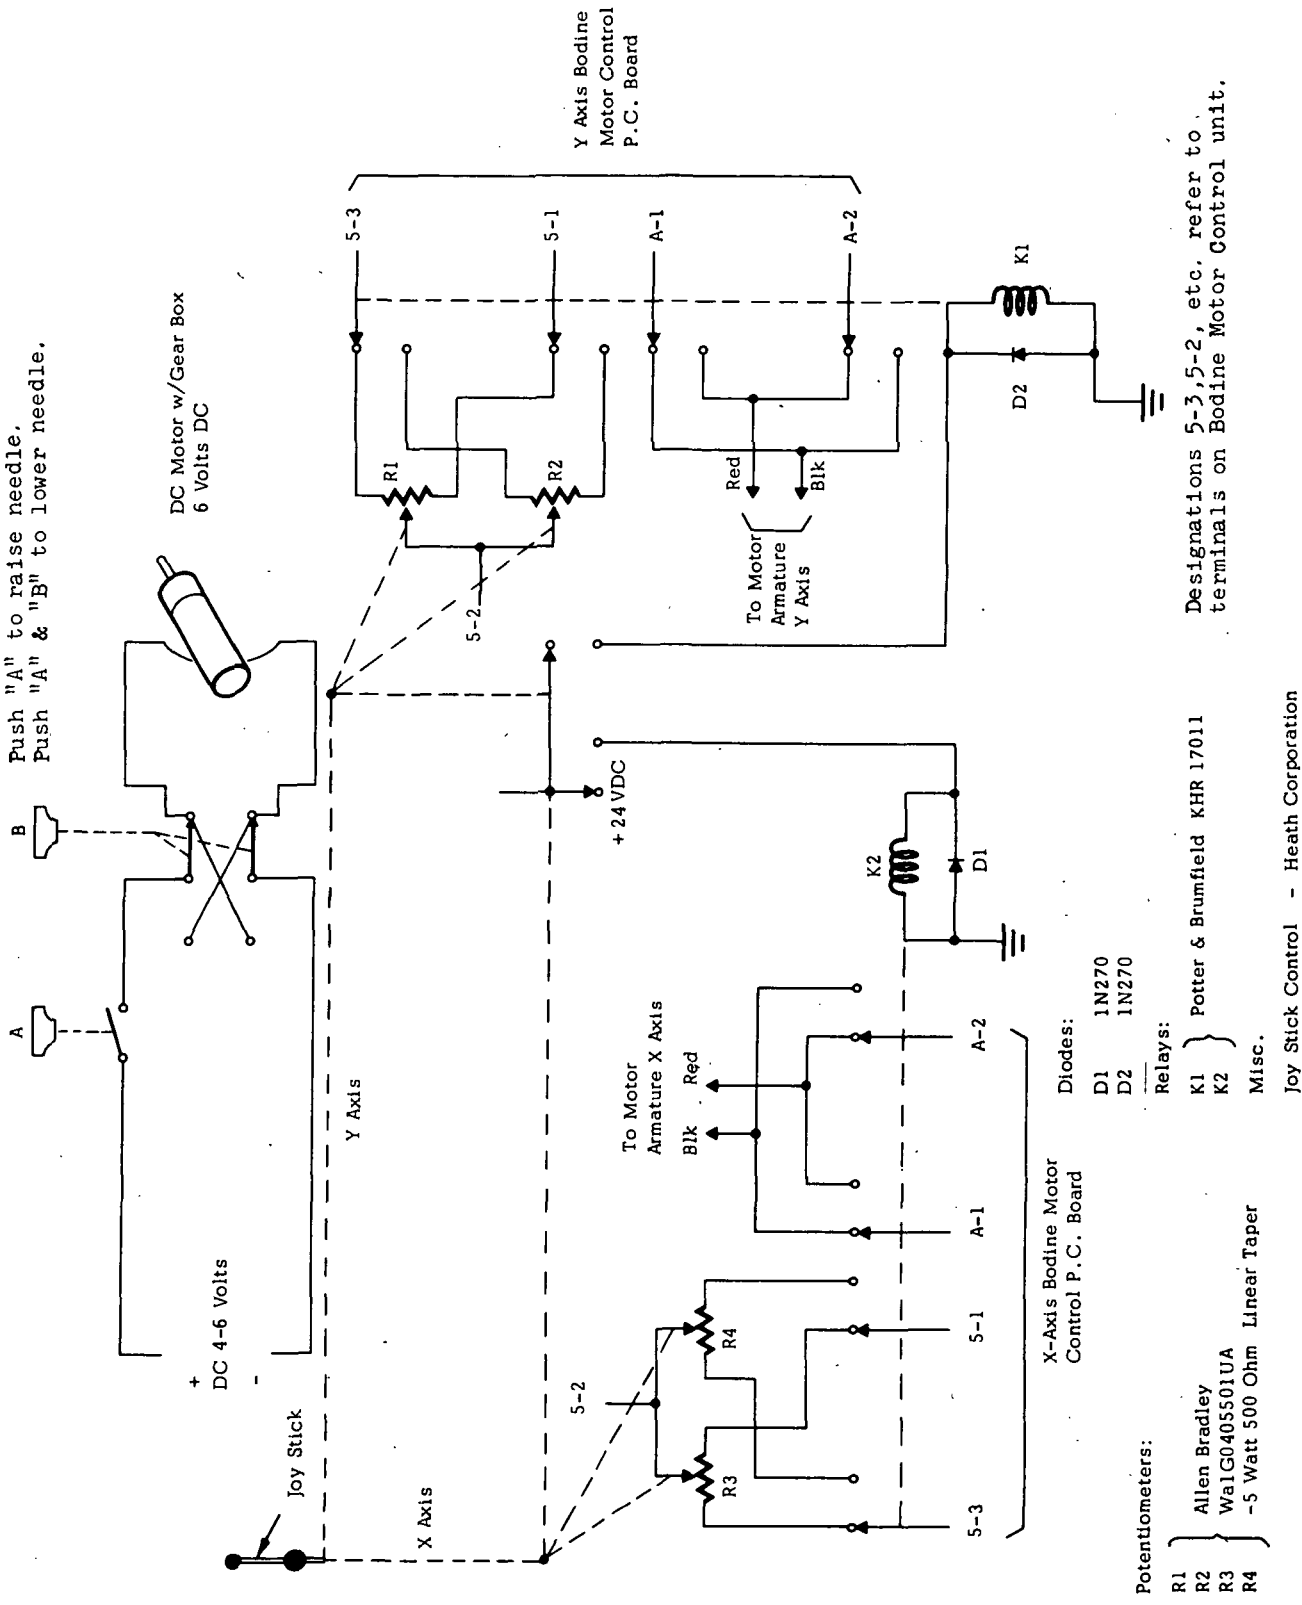 Push "A" to raise needle.
Push "A" & "B" to lower needle.
A
B
DC Motor w/Gear Box
6 Volts DC
+
DC 4-6 Volts
-
Joy Stick
Y Axis
X Axis
5-3
5-1
A-1
A-2
Y Axis Bodine
Motor Control
P.C. Board
R1
R2
5-2
Red
Blk
To Motor
Armature
Y Axis
K1
D2
+24VDC
K2
D1
To Motor
Armature X Axis
Blk
Red
5-2
R3
R4
5-3
5-1
A-1
A-2
X-Axis Bodine Motor
Control P.C. Board
Designations 5-3,5-2, etc. refer to
terminals on Bodine Motor Control unit.
Potentiometers:
R1
R2 Allen Bradley
R3 Wa1G040S501UA
R4 -5 Watt 500 Ohm Linear Taper
Diodes:
D1 1N270
D2 1N270
Relays:
K1 Potter & Brumfield KHR 17011
K2
Misc.
Joy Stick Control - Heath Corporation